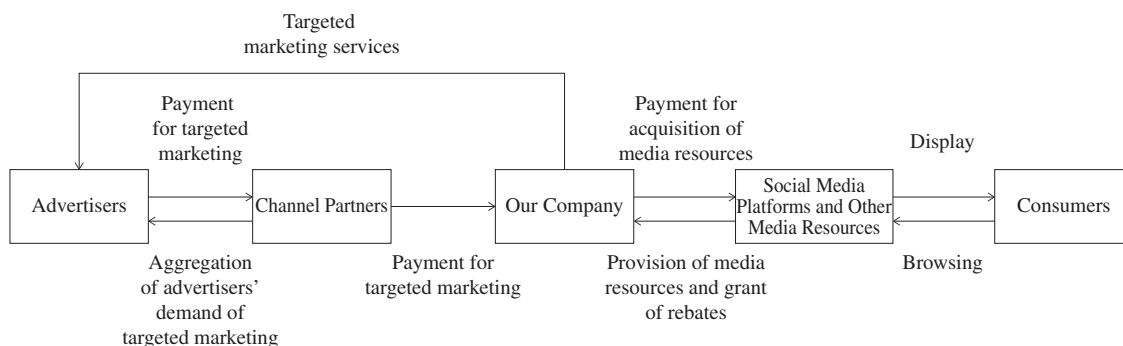 Targeted
marketing services
Payment
for targeted
marketing
Payment for
acquisition of
media resources
Display
Advertisers
Channel Partners
Our Company
Social Media
Platforms and Other
Media Resources
Consumers
Aggregation
of advertisers’
demand of
targeted marketing
Payment for
targeted marketing
Provision of media
resources and grant
of rebates
Browsing